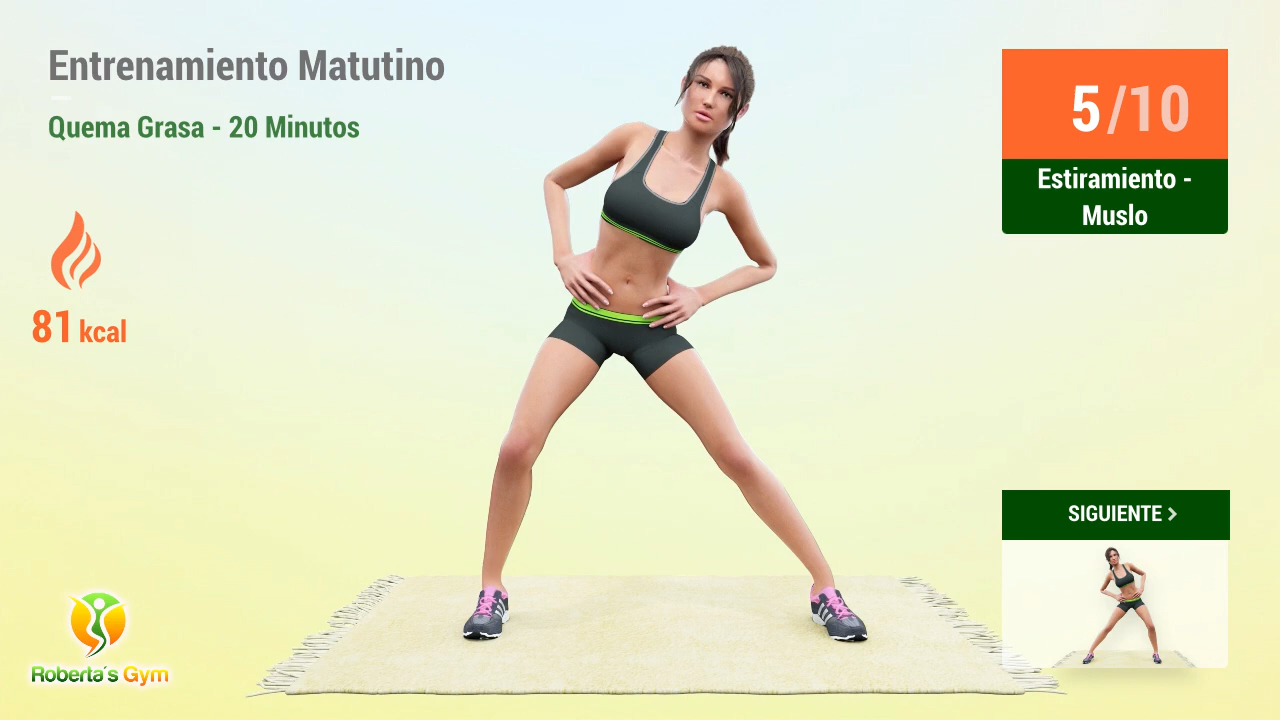 Entrenamiento Matutino
Quema Grasa - 20 Minutos
81 kcal
5/10
Estiramiento -
Muslo
SIGUIENTE >
Roberta´s Gym